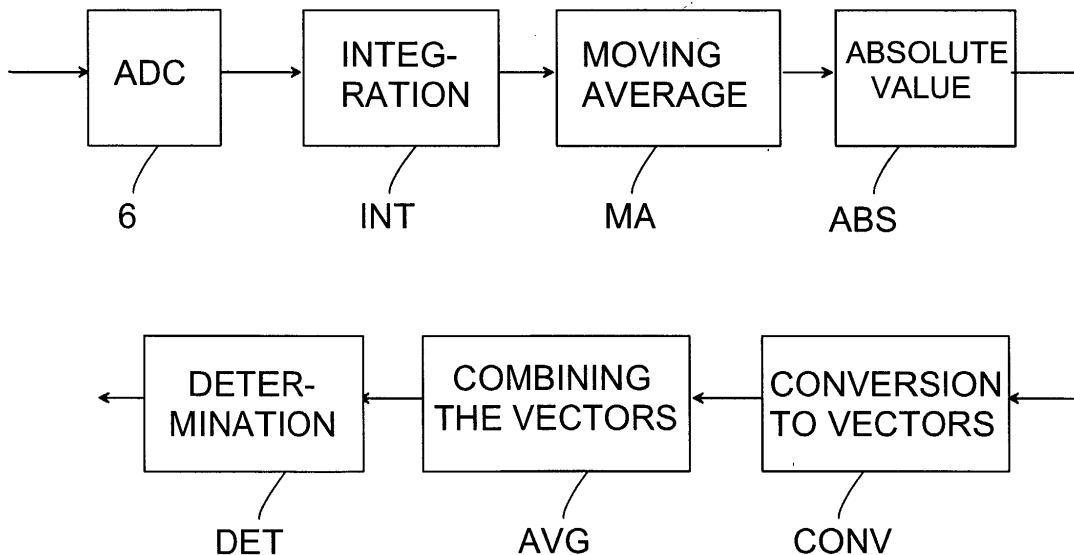 ADC
INTEG-
RATION
MOVING
AVERAGE
ABSOLUTE
VALUE
6
INT
MA
ABS
DETER-
MINATION
COMBINING
THE VECTORS
CONVERSION
TO VECTORS
DET
AVG
CONV